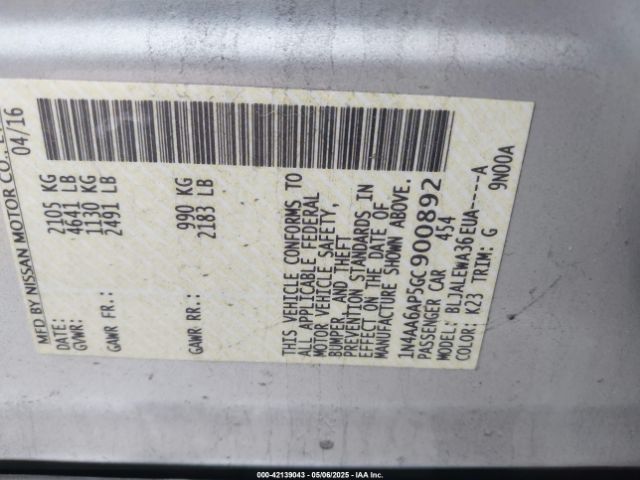 MFD BY NISSAN MOTOR CO.,
DATE: 04/16
GVWR: 2105 KG
4641 LB
GAWR FR.: 1130 KG
2491 LB
GAWR RR.: 990 KG
2183 LB
THIS VEHICLE CONFORMS TO
ALL APPLICABLE FEDERAL
MOTOR VEHICLE SAFETY,
BUMPER, AND THEFT
PREVENTION STANDARDS IN
EFFECT ON THE DATE OF
MANUFACTURE SHOWN ABOVE.
1N4AA6AP5GC900892
PASSENGER CAR 454
MODEL: BLJALEWA36EUA-----A
COLOR: K23 TRIM: G 9N00A
000-42139043 — 05/06/2025 — IAA Inc.